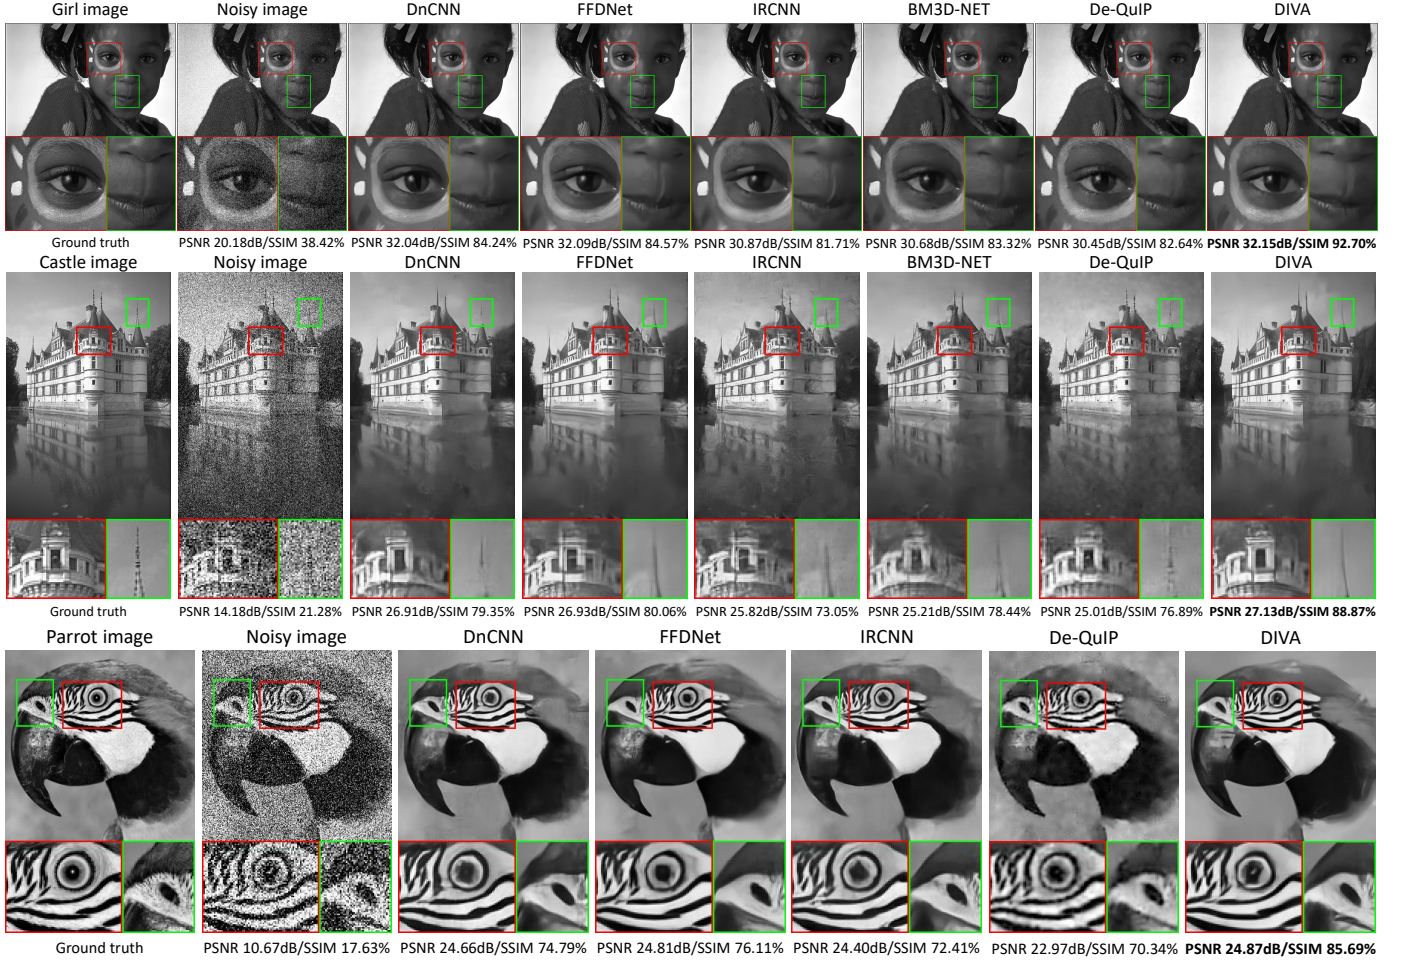 Girl image Noisy image DnCNN FFDNet IRCNN BM3D-NET De-QuIP DIVA
Ground truth PSNR 20.18dB/SSIM 38.42% PSNR 32.04dB/SSIM 84.24% PSNR 32.09dB/SSIM 84.57% PSNR 30.87dB/SSIM 81.71% PSNR 30.68dB/SSIM 83.32% PSNR 30.45dB/SSIM 82.64% PSNR 32.15dB/SSIM 92.70%
Castle image Noisy image DnCNN FFDNet IRCNN BM3D-NET De-QuIP DIVA
Ground truth PSNR 14.18dB/SSIM 21.28% PSNR 26.91dB/SSIM 79.35% PSNR 26.93dB/SSIM 80.06% PSNR 25.82dB/SSIM 73.05% PSNR 25.21dB/SSIM 78.44% PSNR 25.01dB/SSIM 76.89% PSNR 27.13dB/SSIM 88.87%
Parrot image Noisy image DnCNN FFDNet IRCNN De-QuIP DIVA
Ground truth PSNR 10.67dB/SSIM 17.63% PSNR 24.66dB/SSIM 74.79% PSNR 24.81dB/SSIM 76.11% PSNR 24.40dB/SSIM 72.41% PSNR 22.97dB/SSIM 70.34% PSNR 24.87dB/SSIM 85.69%